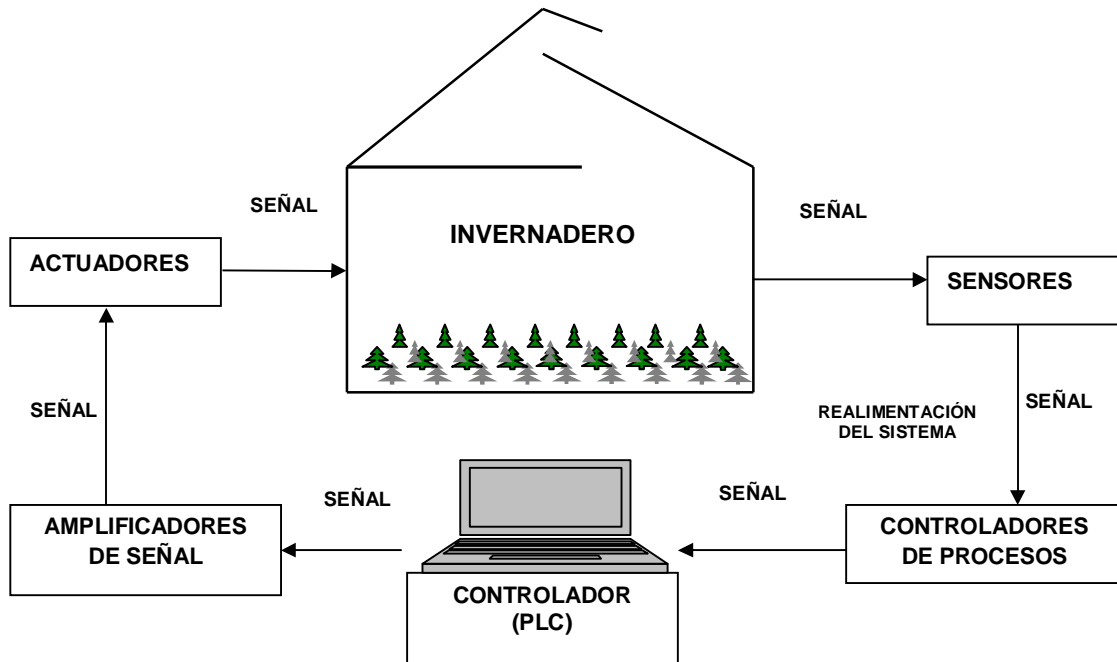 SEÑAL
SEÑAL
INVERNADERO
ACTUADORES
SENSORES
SEÑAL
SEÑAL
REALIMENTACIÓN
DEL SISTEMA
SEÑAL
SEÑAL
AMPLIFICADORES
DE SEÑAL
CONTROLADOR
(PLC)
CONTROLADORES
DE PROCESOS